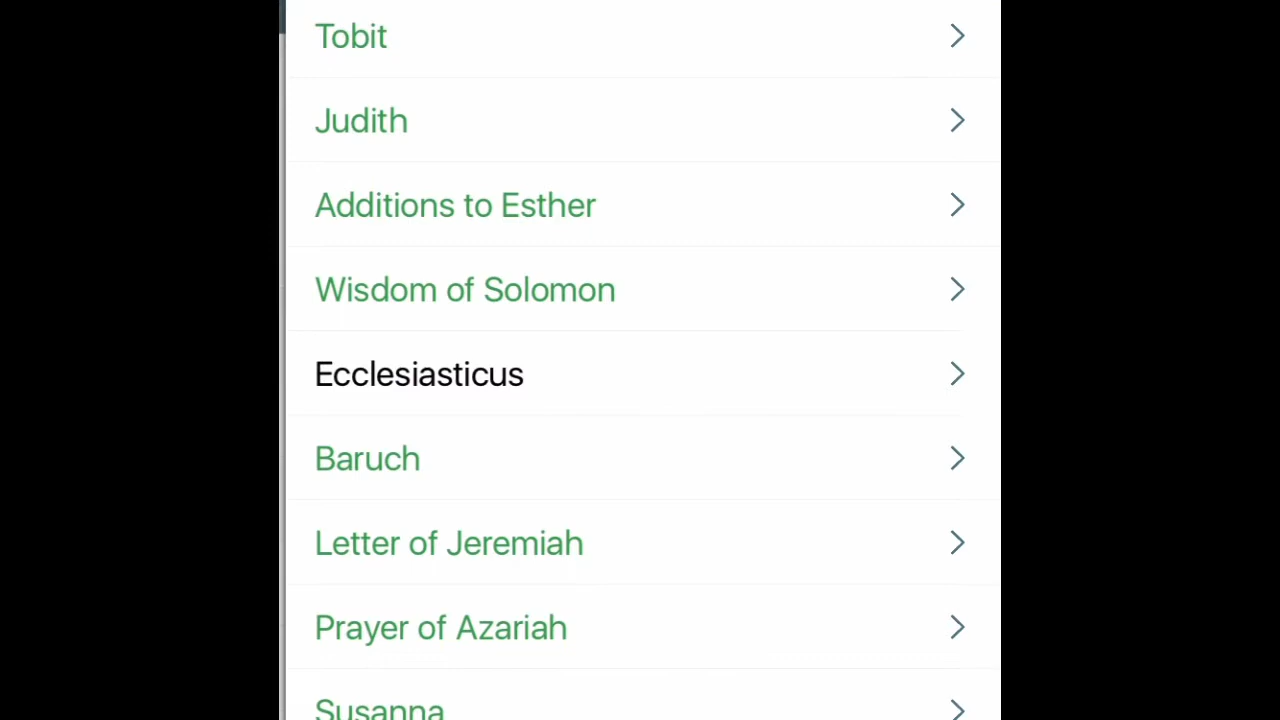 Tobit
Judith
Additions to Esther
Wisdom of Solomon
Ecclesiasticus
Baruch
Letter of Jeremiah
Prayer of Azariah
Susanna